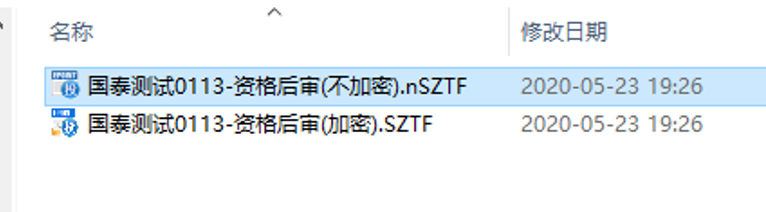 名称 修改日期
国泰测试0113-资格后审(不加密).nSZTF 2020-05-23 19:26
国泰测试0113-资格后审(加密).SZTF 2020-05-23 19:26